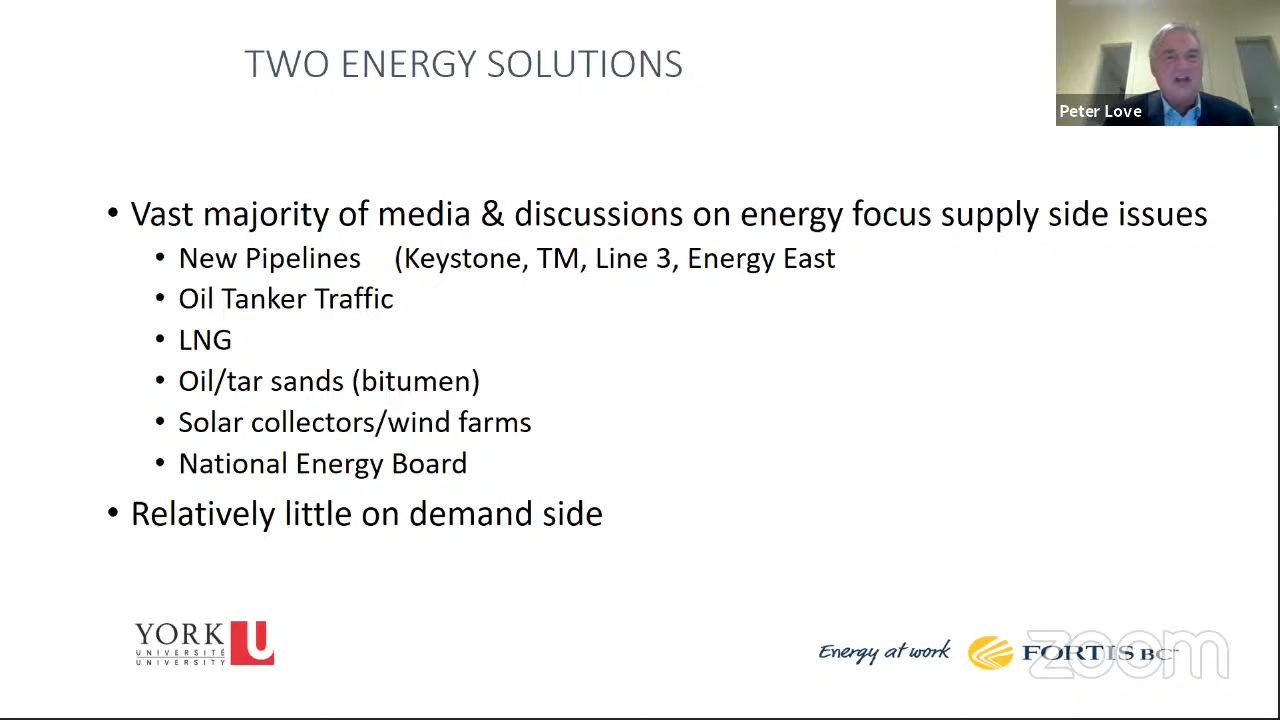 TWO ENERGY SOLUTIONS
Peter Love
• Vast majority of media & discussions on energy focus supply side issues
• New Pipelines (Keystone, TM, Line 3, Energy East
• Oil Tanker Traffic
• LNG
• Oil/tar sands (bitumen)
• Solar collectors/wind farms
• National Energy Board
• Relatively little on demand side
YORK U
UNIVERSITÉ
UNIVERSITY
Energy at work FORTIS BC™
zoom